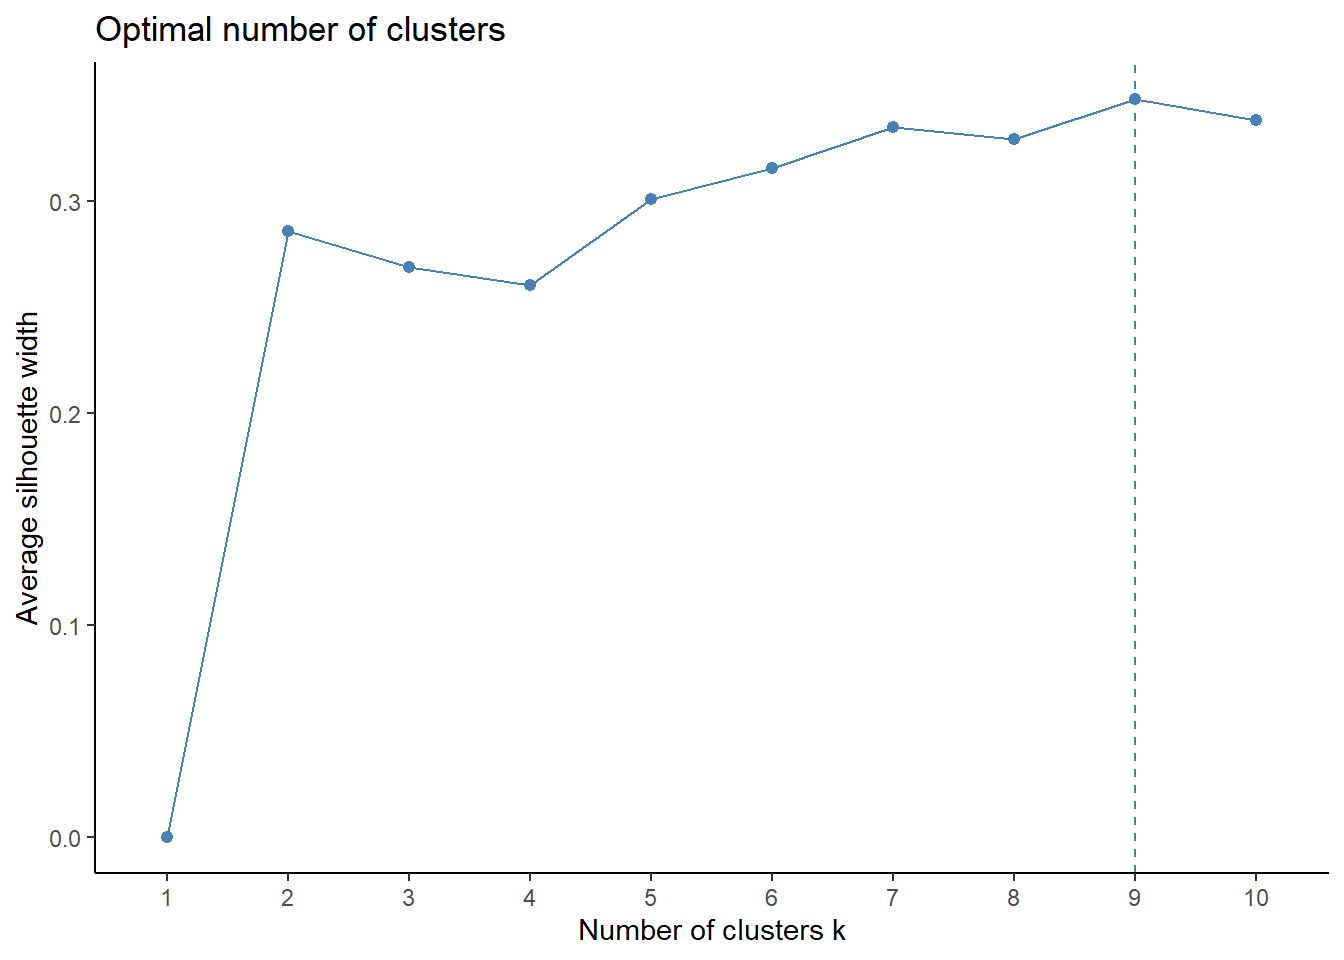 Optimal number of clusters
Average silhouette width
0.3
0.2
0.1
0.0
1 2 3 4 5 6 7 8 9 10
Number of clusters k